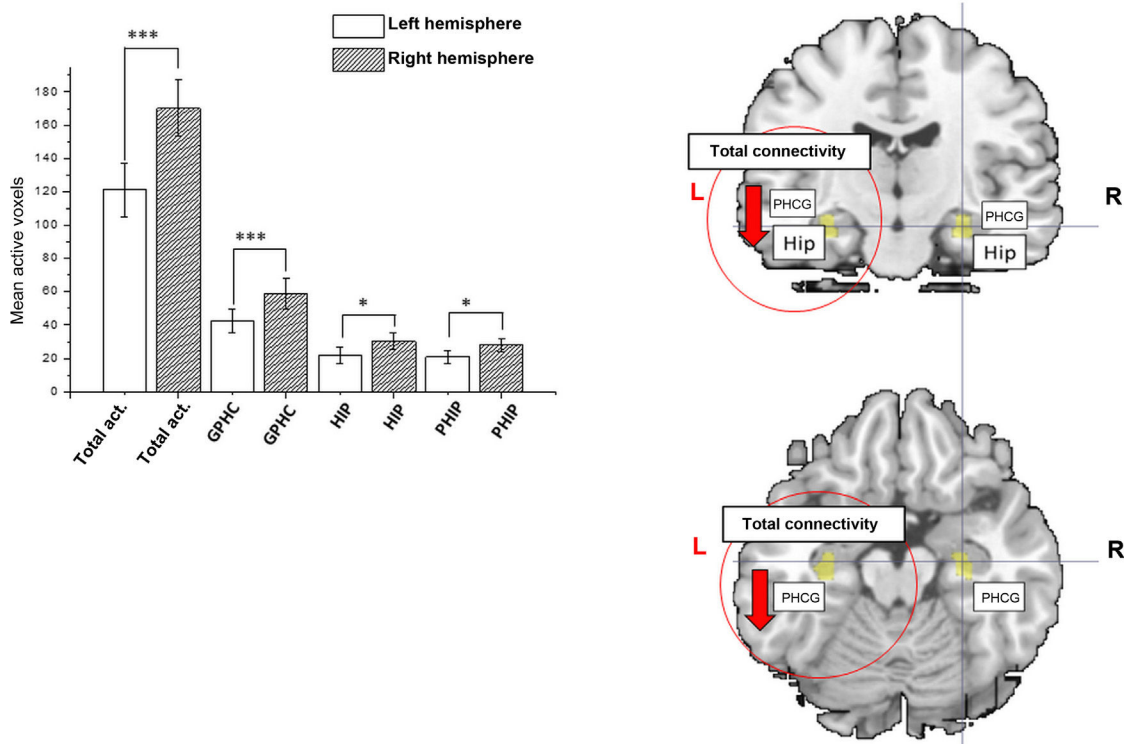 Left hemisphere
Right hemisphere
***
***
*
*
Mean active voxels
180
160
140
120
100
80
60
40
20
0
Total act.
Total act.
GPHC
GPHC
HIP
HIP
PHIP
PHIP
Total connectivity
L
R
PHCG
PHCG
Hip
Hip
Total connectivity
L
R
PHCG
PHCG